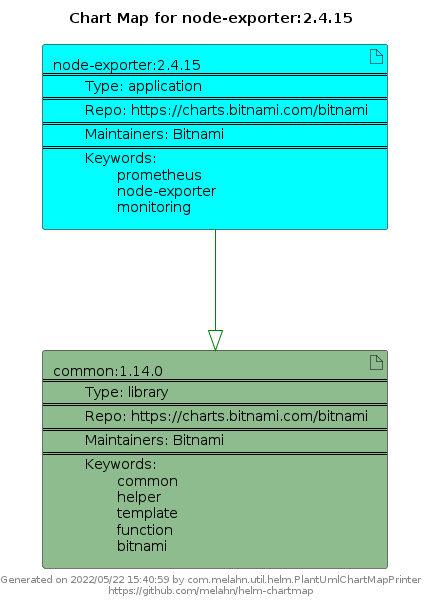 Chart Map for node-exporter:2.4.15
node-exporter:2.4.15
Type: application
Repo: https://charts.bitnami.com/bitnami
Maintainers: Bitnami
Keywords:
prometheus
node-exporter
monitoring
common:1.14.0
Type: library
Repo: https://charts.bitnami.com/bitnami
Maintainers: Bitnami
Keywords:
common
helper
template
function
bitnami
Generated on 2022/05/22 15:40:59 by com.melahn.util.helm.PlantUmlChartMapPrinter
https://github.com/melahn/helm-chartmap